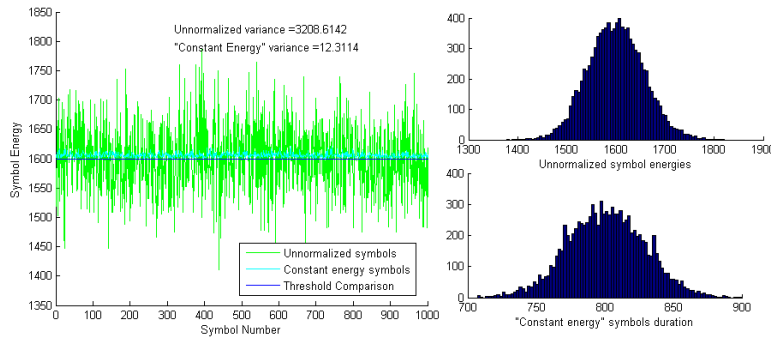 Unnormalized variance =3208.6142
"Constant Energy" variance =12.3114
1850
1800
1750
1700
1650
1600
1550
1500
1450
1400
1350
Symbol Energy
0 100 200 300 400 500 600 700 800 900 1000
Symbol Number
Unnormalized symbols
Constant energy symbols
Threshold Comparison
400
300
200
100
0
1300 1400 1500 1600 1700 1800 1900
Unnormalized symbol energies
400
300
200
100
0
700 750 800 850 900
"Constant energy" symbols duration